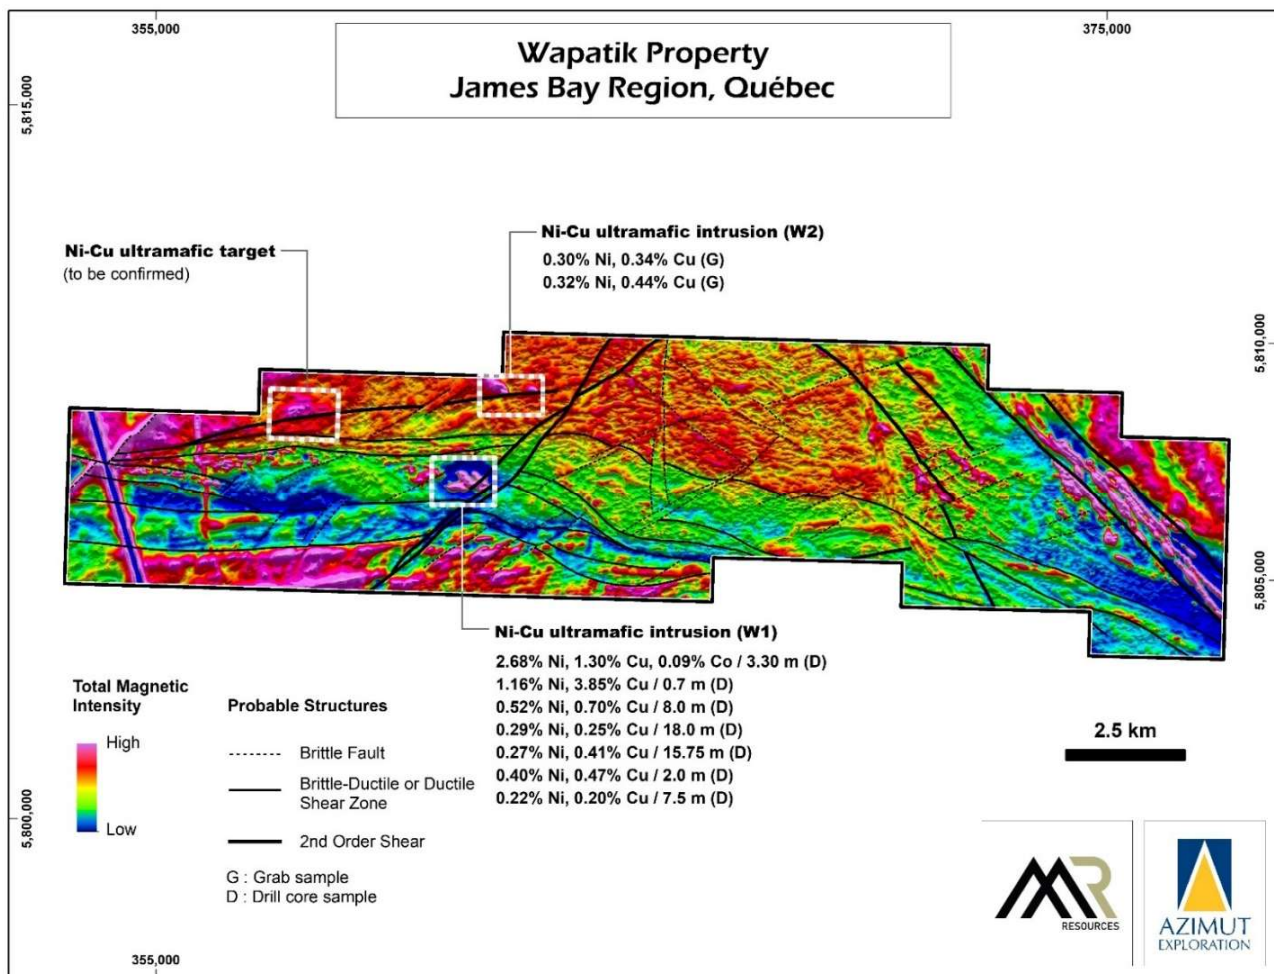 355,000
375,000
Wapatik Property
James Bay Region, Québec
5,815,000
Ni-Cu ultramafic target
(to be confirmed)
Ni-Cu ultramafic intrusion (W2)
0.30% Ni, 0.34% Cu (G)
0.32% Ni, 0.44% Cu (G)
5,810,000
5,805,000
Ni-Cu ultramafic intrusion (W1)
2.68% Ni, 1.30% Cu, 0.09% Co / 3.30 m (D)
1.16% Ni, 3.85% Cu / 0.7 m (D)
0.52% Ni, 0.70% Cu / 8.0 m (D)
0.29% Ni, 0.25% Cu / 18.0 m (D)
0.27% Ni, 0.41% Cu / 15.75 m (D)
0.40% Ni, 0.47% Cu / 2.0 m (D)
0.22% Ni, 0.20% Cu / 7.5 m (D)
Total Magnetic
Intensity
High
Low
Probable Structures
Brittle Fault
Brittle-Ductile or Ductile
Shear Zone
2nd Order Shear
G : Grab sample
D : Drill core sample
2.5 km
5,800,000
MR
RESOURCES
AZIMUT
EXPLORATION
355,000